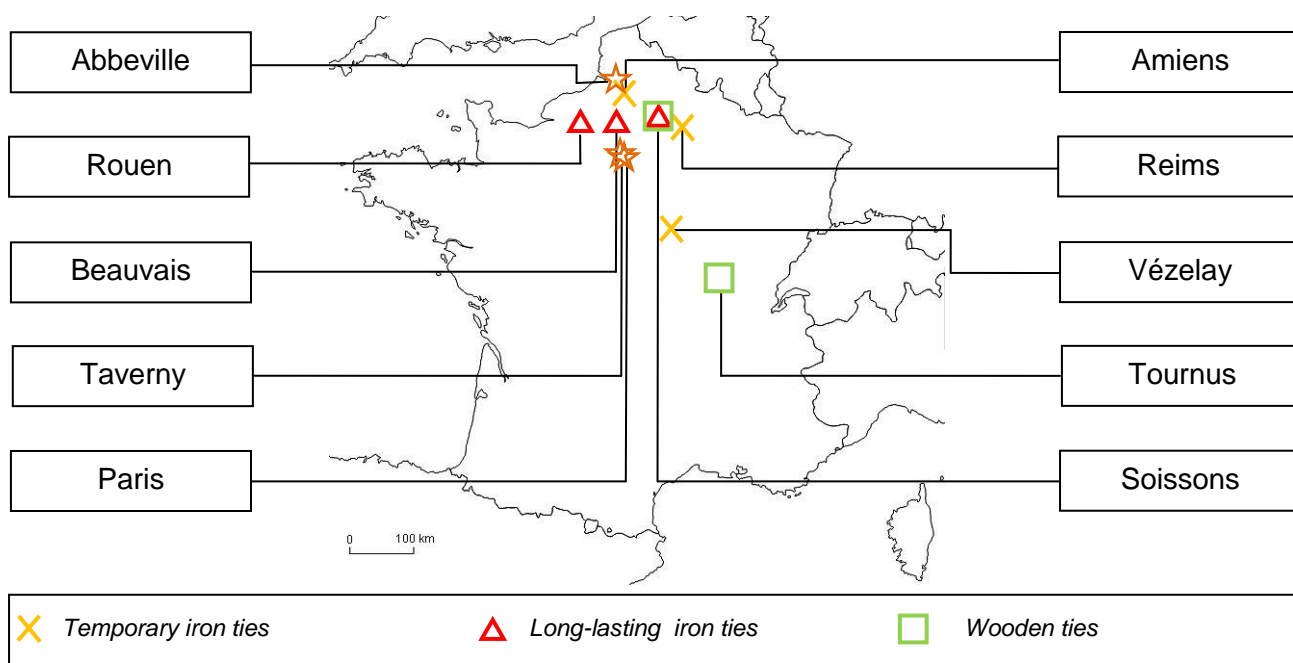 Abbeville
Amiens
Rouen
Reims
Beauvais
Vézelay
Taverny
Tournus
Paris
Soissons
0 100 km
Temporary iron ties
Long-lasting iron ties
Wooden ties